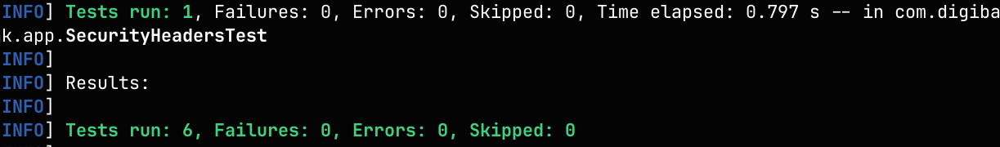 INFO] Tests run: 1, Failures: 0, Errors: 0, Skipped: 0, Time elapsed: 0.797 s -- in com.digiba
k.app.SecurityHeadersTest
INFO]
INFO] Results:
INFO]
INFO] Tests run: 6, Failures: 0, Errors: 0, Skipped: 0